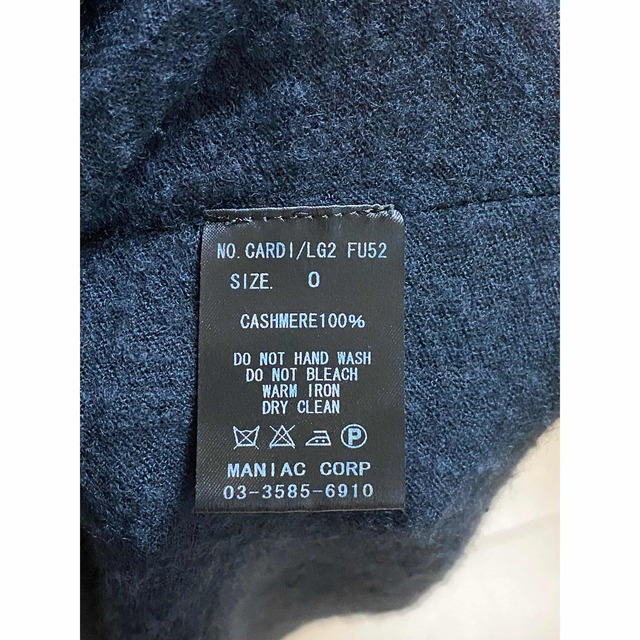 NO. CARDI/LG2 FU52
SIZE. 0
CASHMERE100%
DO NOT HAND WASH
DO NOT BLEACH
WARM IRON
DRY CLEAN
P
MANIAC CORP
03-3585-6910